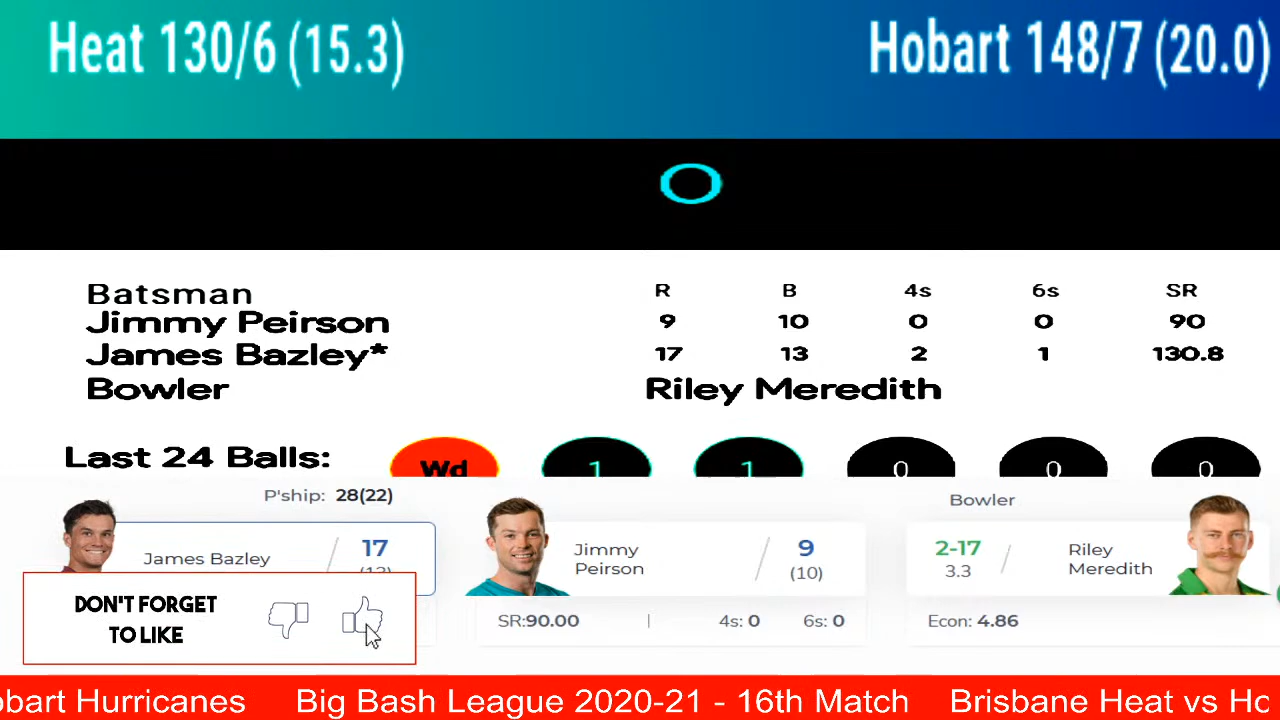 Heat 130/6 (15.3) Hobart 148/7 (20.0)
0
Batsman R B 4s 6s SR
Jimmy Peirson 9 10 0 0 90
James Bazley* 17 13 2 1 130.8
Bowler Riley Meredith
Last 24 Balls: Wd 1 1 0 0 0
P'ship: 28(22) Bowler
James Bazley 17 (13)
Jimmy Peirson 9 (10)
2-17 3.3 Riley Meredith
DON'T FORGET
TO LIKE
SR:90.00 4s: 0 6s: 0 Econ: 4.86
obart Hurricanes Big Bash League 2020-21 - 16th Match Brisbane Heat vs Ho